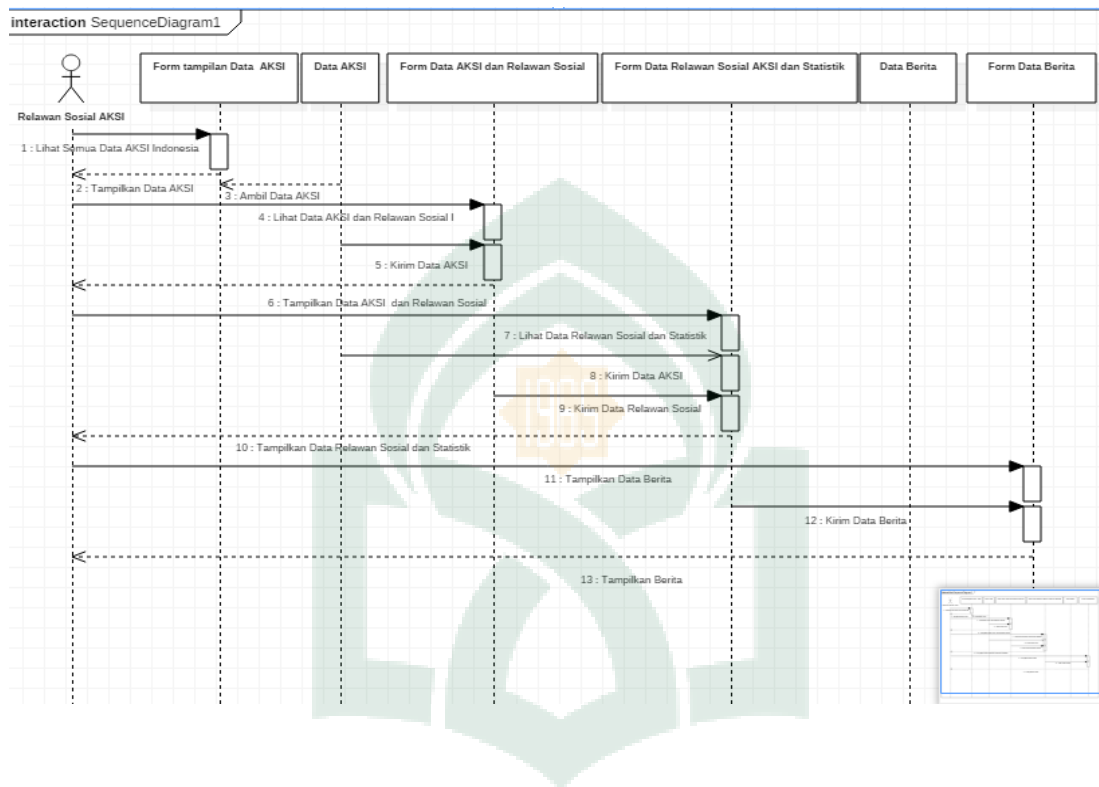 interaction SequenceDiagram1
Form tampilan Data AKSI
Data AKSI
Form Data AKSI dan Relawan Sosial
Form Data Relawan Sosial AKSI dan Statistik
Data Berita
Form Data Berita
Relawan Sosial AKSI
1 : Lihat Semua Data AKSI Indonesia
2 : Tampilkan Data AKSI
3 : Ambil Data AKSI
4 : Lihat Data AKSI dan Relawan Sosial I
5 : Kirim Data AKSI
6 : Tampilkan Data AKSI dan Relawan Sosial
7 : Lihat Data Relawan Sosial dan Statistik
8 : Kirim Data AKSI
9 : Kirim Data Relawan Sosial
10 : Tampilkan Data Relawan Sosial dan Statistik
11 : Tampilkan Data Berita
12 : Kirim Data Berita
13 : Tampilkan Berita